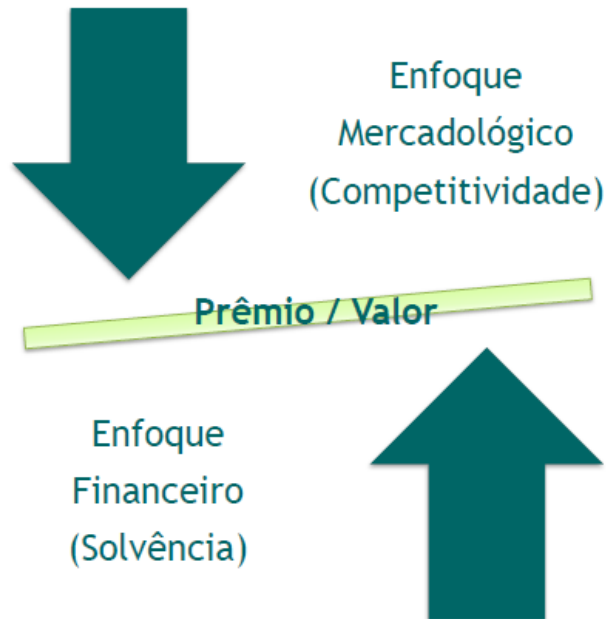 Enfoque
Mercadológico
(Competitividade)
Prêmio / Valor
Enfoque
Financeiro
(Solvência)